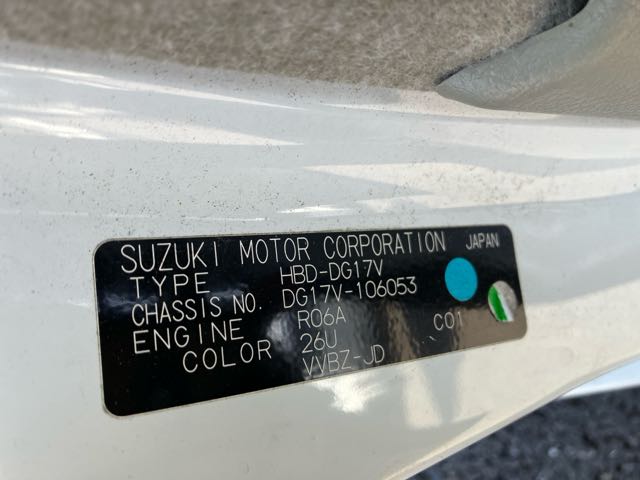 SUZUKI MOTOR CORPORATION JAPAN
TYPE HBD-DG17V
CHASSIS NO. DG17V-106053
ENGINE R06A C01
COLOR 26U
VVBZ-JD